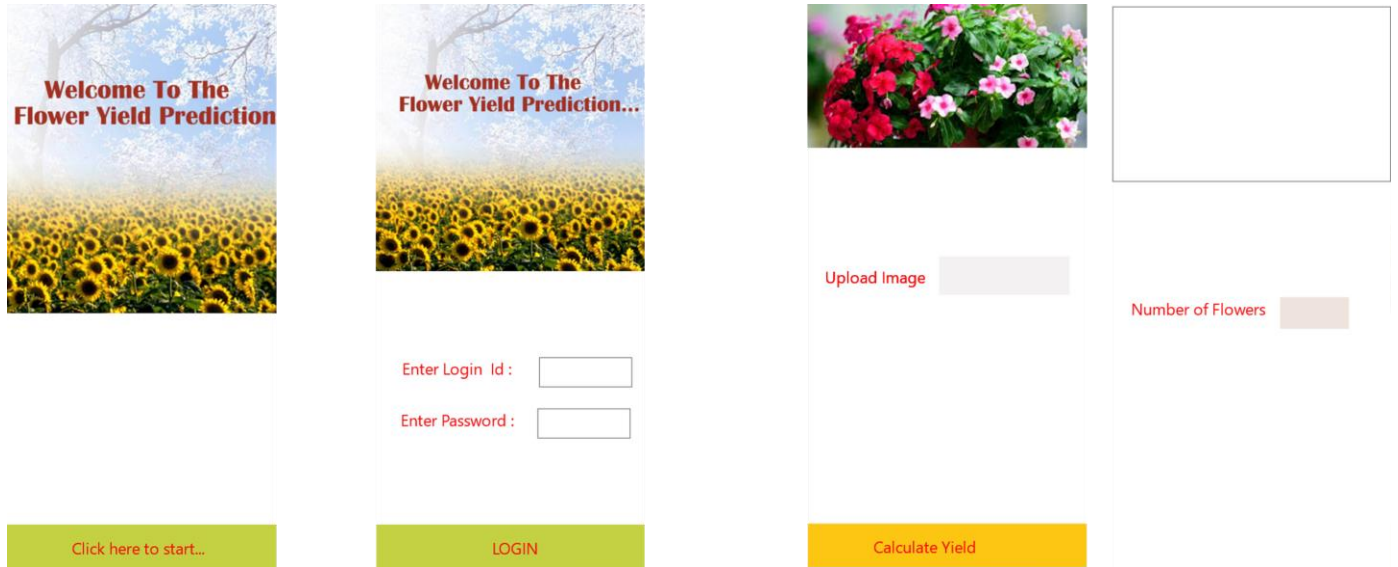 Welcome To The
Flower Yield Prediction
Click here to start...
Welcome To The
Flower Yield Prediction...
Enter Login Id :
Enter Password :
LOGIN
Upload Image
Calculate Yield
Number of Flowers